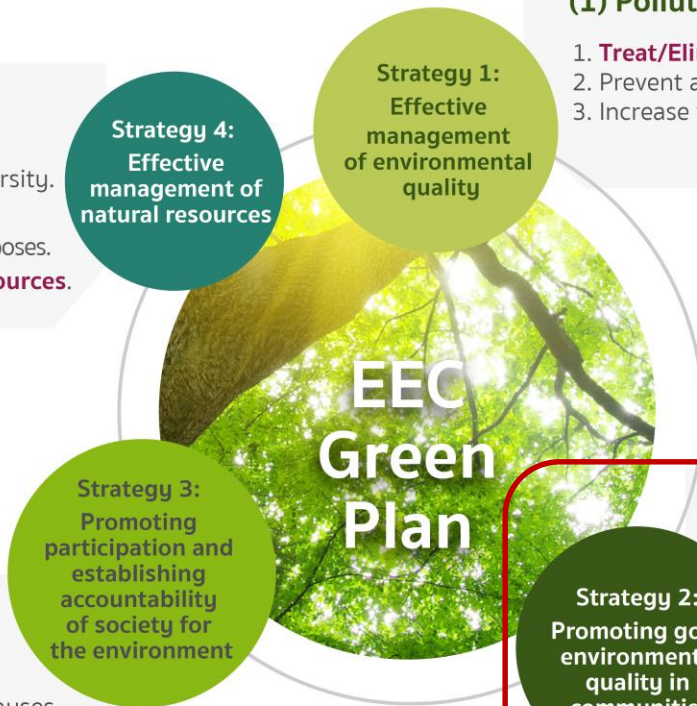 (1) Pollut
1. Treat/Eli
2. Prevent a
3. Increase
Strategy 1:
Effective
management
of environmental
quality
Strategy 4:
Effective
management of
natural resources
rsity.
oses.
ources.
EEC
Green
Plan
Strategy 3:
Promoting
participation and
establishing
accountability
of society for
the environment
Strategy 2:
Promoting go
environment
quality in
communitie
uses